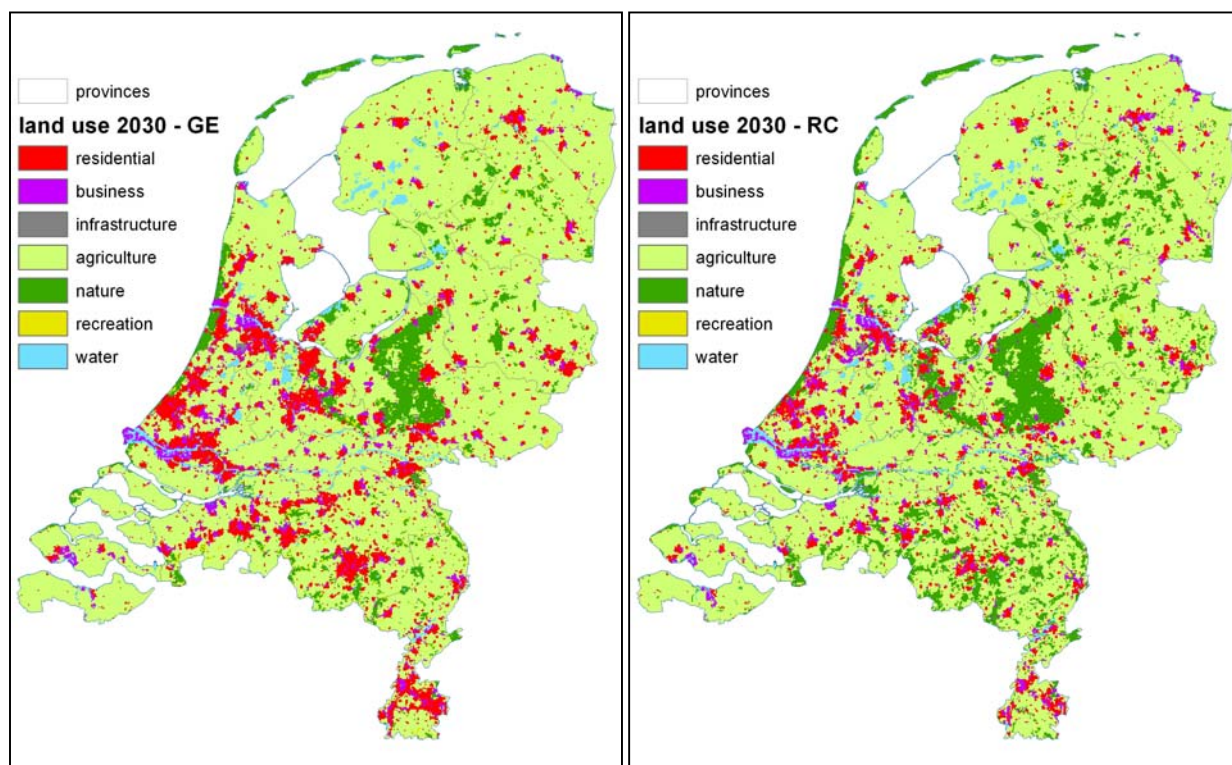 provinces
land use 2030 - GE
residential
business
infrastructure
agriculture
nature
recreation
water
provinces
land use 2030 - RC
residential
business
infrastructure
agriculture
nature
recreation
water